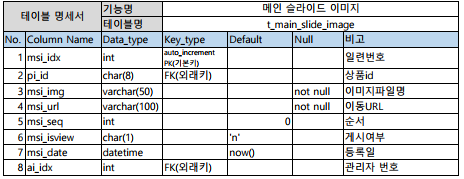 테이블 명세서 기능명 메인 슬라이드 이미지
테이블명 t_main_slide_image
No. Column Name Data_type Key_type Default Null 비고
1 msi_idx int auto_increment PK(기본키) 일련번호
2 pi_id char(8) FK(외래키) 상품id
3 msi_img varchar(50) not null 이미지파일명
4 msi_url varchar(100) not null 이동URL
5 msi_seq int 0 순서
6 msi_isview char(1) 'n' 게시여부
7 msi_date datetime now() 등록일
8 ai_idx int FK(외래키) 관리자 번호